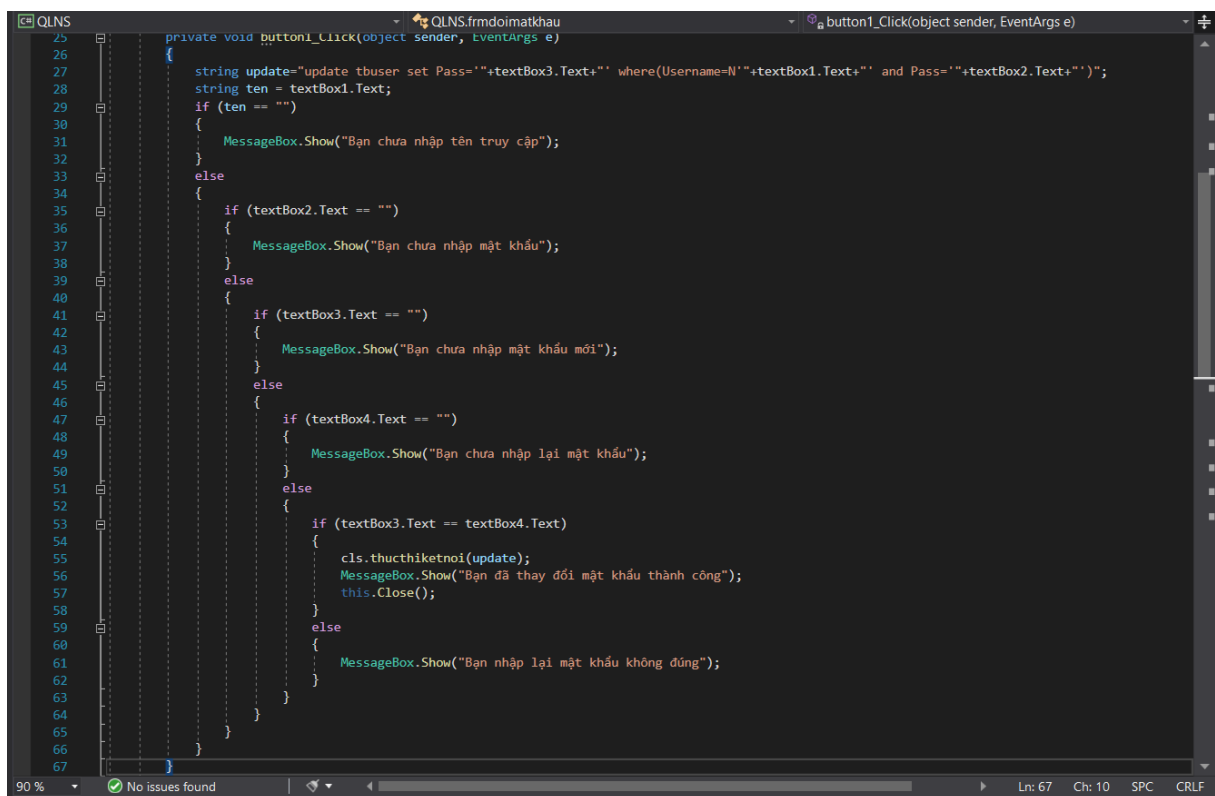 QLNS QLNS.frmdoimatkhau button1_Click(object sender, EventArgs e)
25 private void button1_Click(object sender, EventArgs e)
26 {
27 string update="update tbuser set Pass='"+textBox3.Text+"' where(Username=N'"+textBox1.Text+"' and Pass='"+textBox2.Text+"')";
28 string ten = textBox1.Text;
29 if (ten == "")
30 {
31 MessageBox.Show("Bạn chưa nhập tên truy cập");
32 }
33 else
34 {
35 if (textBox2.Text == "")
36 {
37 MessageBox.Show("Bạn chưa nhập mật khẩu");
38 }
39 else
40 {
41 if (textBox3.Text == "")
42 {
43 MessageBox.Show("Bạn chưa nhập mật khẩu mới");
44 }
45 else
46 {
47 if (textBox4.Text == "")
48 {
49 MessageBox.Show("Bạn chưa nhập lại mật khẩu");
50 }
51 else
52 {
53 if (textBox3.Text == textBox4.Text)
54 {
55 cls.thucthiketnoi(update);
56 MessageBox.Show("Bạn đã thay đổi mật khẩu thành công");
57 this.Close();
58 }
59 else
60 {
61 MessageBox.Show("Bạn nhập lại mật khẩu không đúng");
62 }
63 }
64 }
65 }
66 }
67 }
90 % No issues found Ln: 67 Ch: 10 SPC CRLF